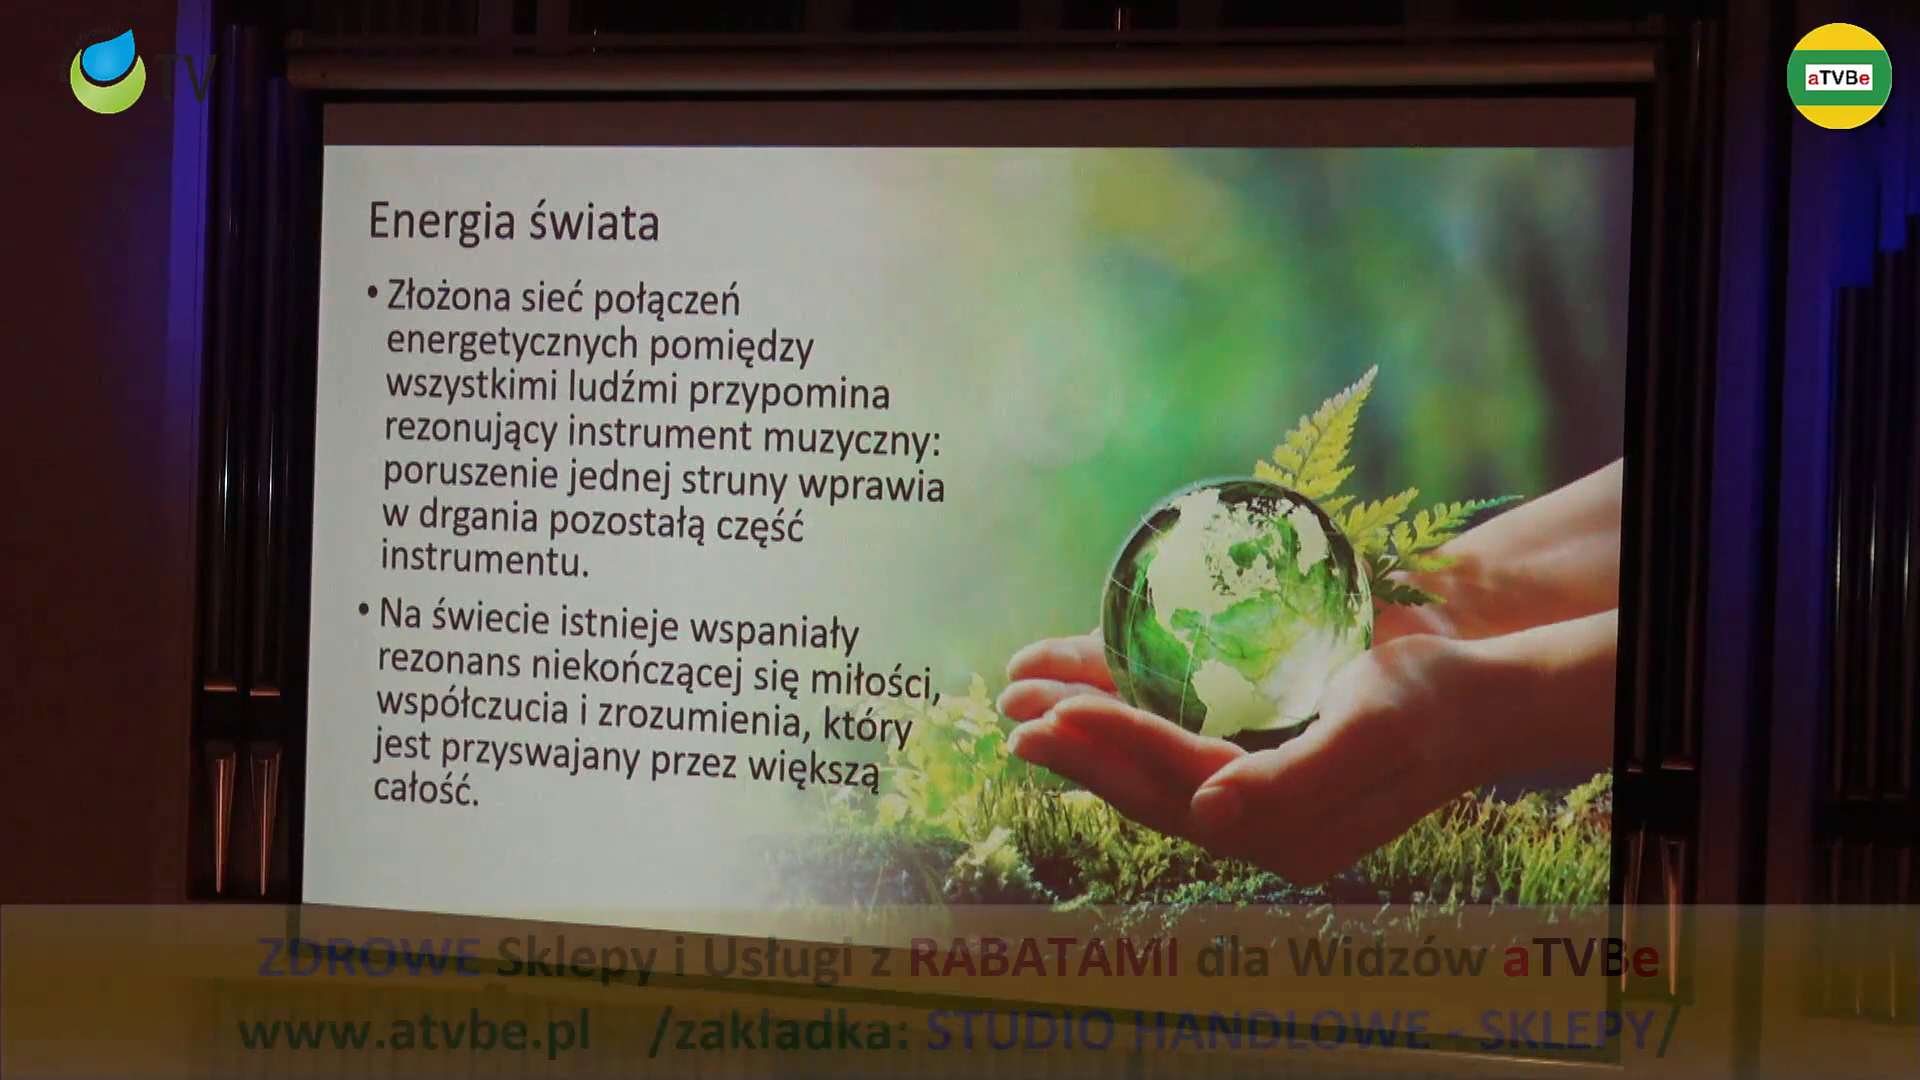 TV
aTVBe
Energia świata
• Złożona sieć połączeń
energetycznych pomiędzy
wszystkimi ludźmi przypomina
rezonujący instrument muzyczny:
poruszenie jednej struny wprawia
w drgania pozostałą część
instrumentu.
• Na świecie istnieje wspaniały
rezonans niekończącej się miłości,
współczucia i zrozumienia, który
jest przyswajany przez większą
całość.
ZDROWE Sklepy i Usługi z RABATAMI dla Widzów aTVBe
www.atvbe.pl /zakładka: STUDIO HANDLOWE - SKLEPY/